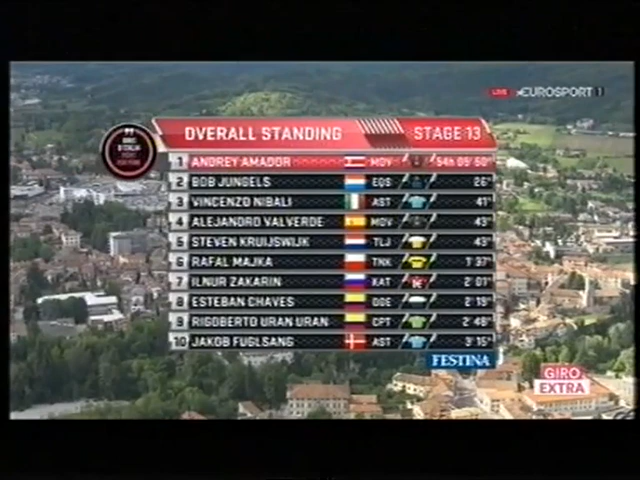 LIVE EUROSPORT 1
OVERALL STANDING STAGE 13
GIRO D'ITALIA
1 ANDREY AMADOR MOV 54h 05' 50"
2 BOB JUNGELS EQS 26"
3 VINCENZO NIBALI AST 41"
4 ALEJANDRO VALVERDE MOV 43"
5 STEVEN KRUIJSWIJK TLJ 43"
6 RAFAL MAJKA TNK 1' 37"
7 ILNUR ZAKARIN KAT 2' 01"
8 ESTEBAN CHAVES OGE 2' 19"
9 RIGOBERTO URAN URAN CPT 2' 48"
10 JAKOB FUGLSANG AST 3' 15"
FESTINA
GIRO
EXTRA